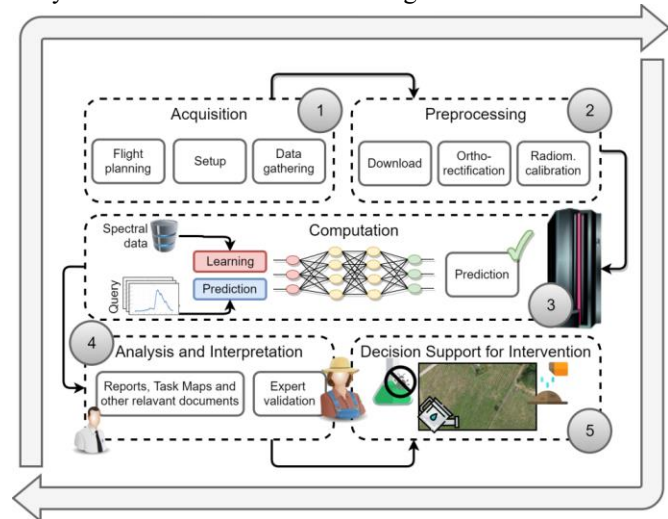 Acquisition
1
Flight
planning
Setup
Data
gathering
Preprocessing
2
Download
Ortho-
rectification
Radiom.
calibration
Computation
Spectral
data
Learning
Query
Prediction
Prediction
3
4
Analysis and Interpretation
Reports, Task Maps and
other relavant documents
Expert
validation
Decision Support for Intervention
5